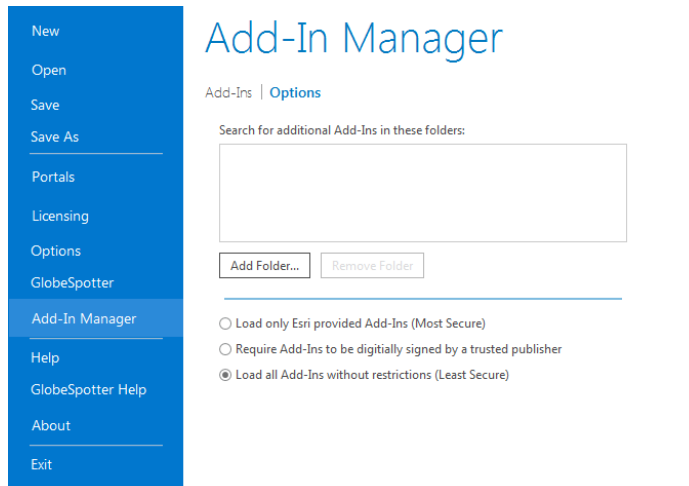 New
Open
Save
Save As
Portals
Licensing
Options
GlobeSpotter
Add-In Manager
Help
GlobeSpotter Help
About
Exit
Add-In Manager
Add-Ins | Options
Search for additional Add-Ins in these folders:
Add Folder... Remove Folder
Load only Esri provided Add-Ins (Most Secure)
Require Add-Ins to be digitially signed by a trusted publisher
Load all Add-Ins without restrictions (Least Secure)